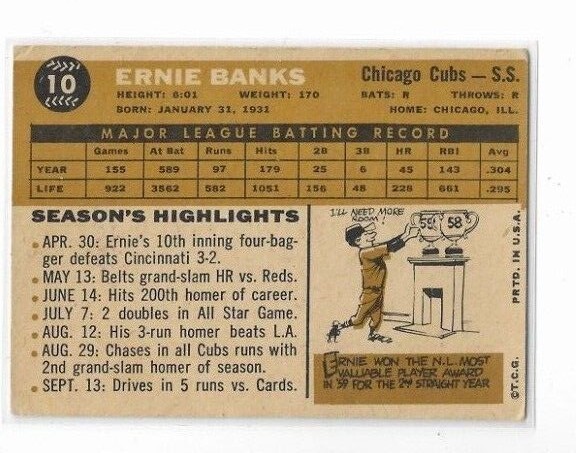 10
ERNIE BANKS
Chicago Cubs — S.S.
HEIGHT: 6:01 WEIGHT: 170 BATS: R THROWS: R
BORN: JANUARY 31, 1931 HOME: CHICAGO, ILL.
MAJOR LEAGUE BATTING RECORD
Games At Bat Runs Hits 2B 3B HR RBI Avg
YEAR 155 589 97 179 25 6 45 143 .304
LIFE 922 3562 582 1051 156 48 228 661 .295
SEASON'S HIGHLIGHTS
APR. 30: Ernie's 10th inning four-bag-
ger defeats Cincinnati 3-2.
MAY 13: Belts grand-slam HR vs. Reds.
JUNE 14: Hits 200th homer of career.
JULY 7: 2 doubles in All Star Game.
AUG. 12: His 3-run homer beats L.A.
AUG. 29: Chases in all Cubs runs with
2nd grand-slam homer of season.
SEPT. 13: Drives in 5 runs vs. Cards.
I'LL NEED MORE
ROOM!
59 58
ERNIE WON THE N.L. MOST
VALUABLE PLAYER AWARD
IN '59 FOR THE 2nd STRAIGHT YEAR
©T.C.G. PRTD. IN U.S.A.